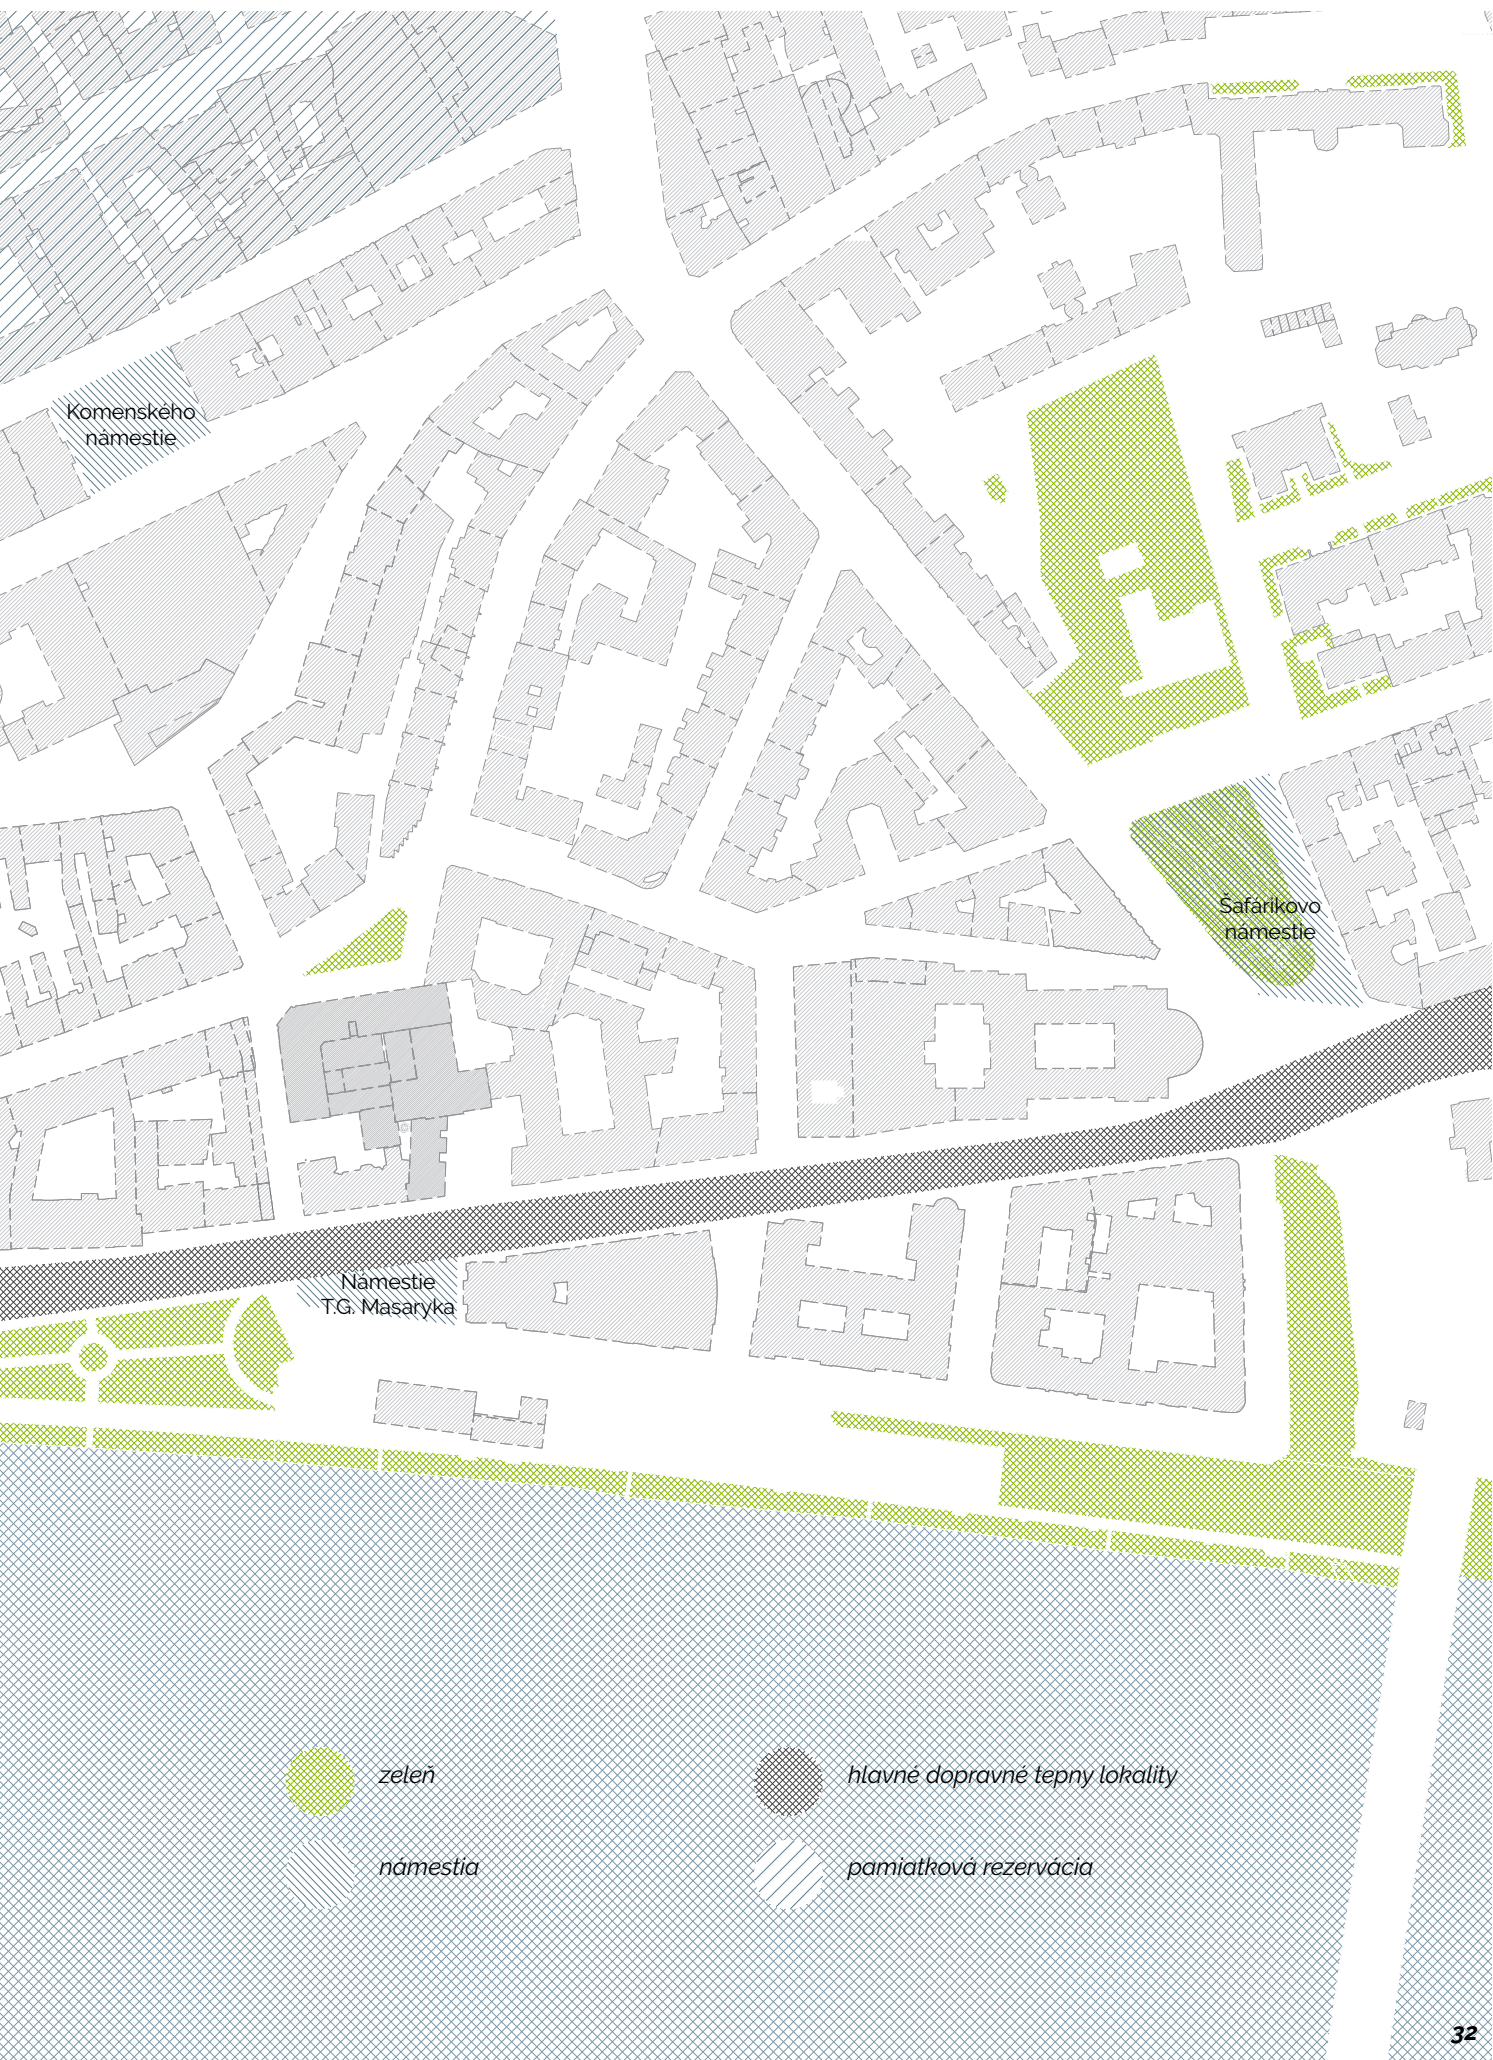 Komenského
námestie
Šafárikovo
námestie
Námestie
T.G. Masaryka
zeleň
hlavné dopravné tepny lokality
námestia
pamiatková rezervácia
32